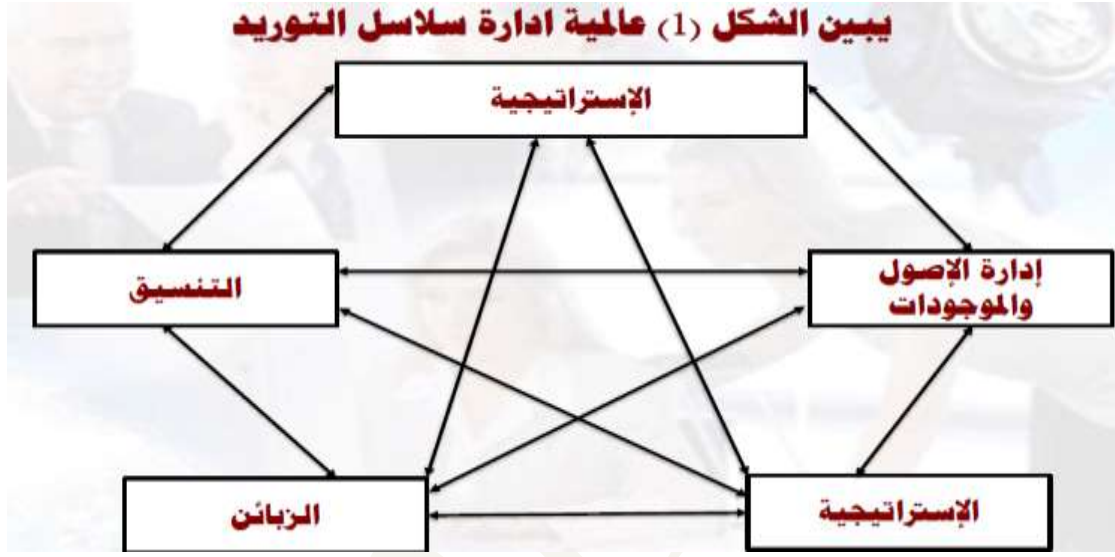 يبين الشكل (1) عالمية ادارة سلاسل التوريد
الإستراتيجية
إدارة الإصول
والموجودات
التنسيق
الإستراتيجية
الزبائن